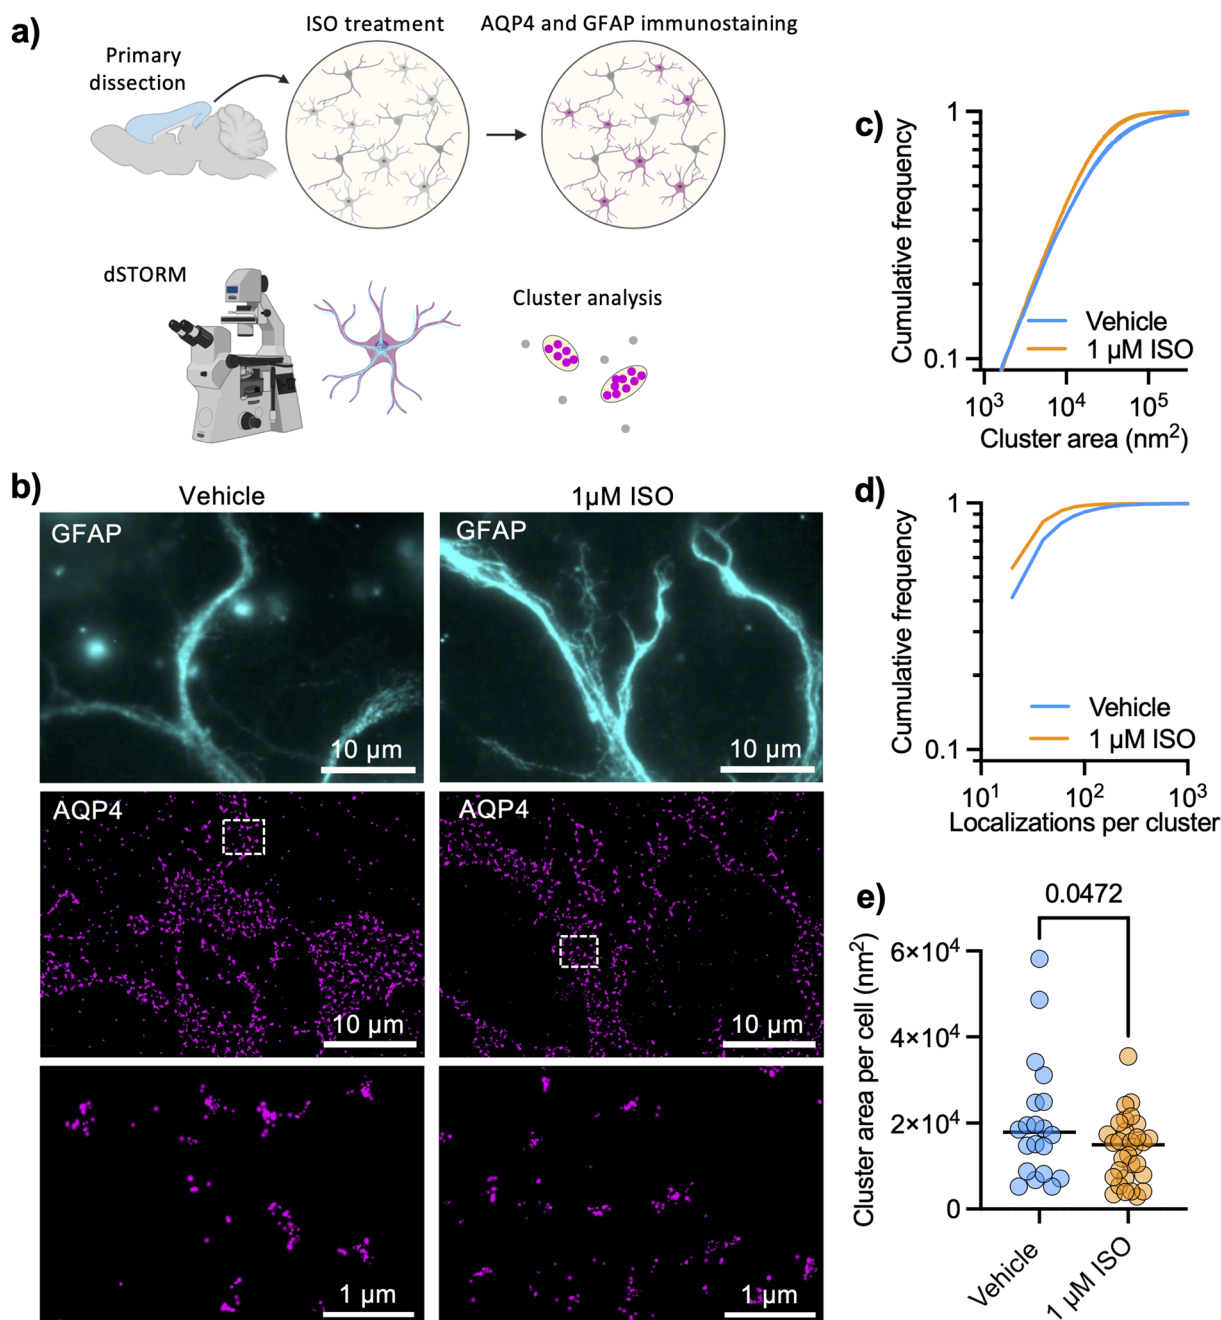 a)
ISO treatment
AQP4 and GFAP immunostaining
Primary
dissection
dSTORM
Cluster analysis
b)
Vehicle
1µM ISO
GFAP
10 µm
GFAP
10 µm
AQP4
10 µm
AQP4
10 µm
1 µm
1 µm
c)
Cumulative frequency
1
0.1
Vehicle
1 µM ISO
10³
10⁴
10⁵
Cluster area (nm²)
d)
Cumulative frequency
1
0.1
Vehicle
1 µM ISO
10¹
10²
10³
Localizations per cluster
e)
0.0472
Cluster area per cell (nm²)
6×10⁴
4×10⁴
2×10⁴
0
Vehicle
1 µM ISO